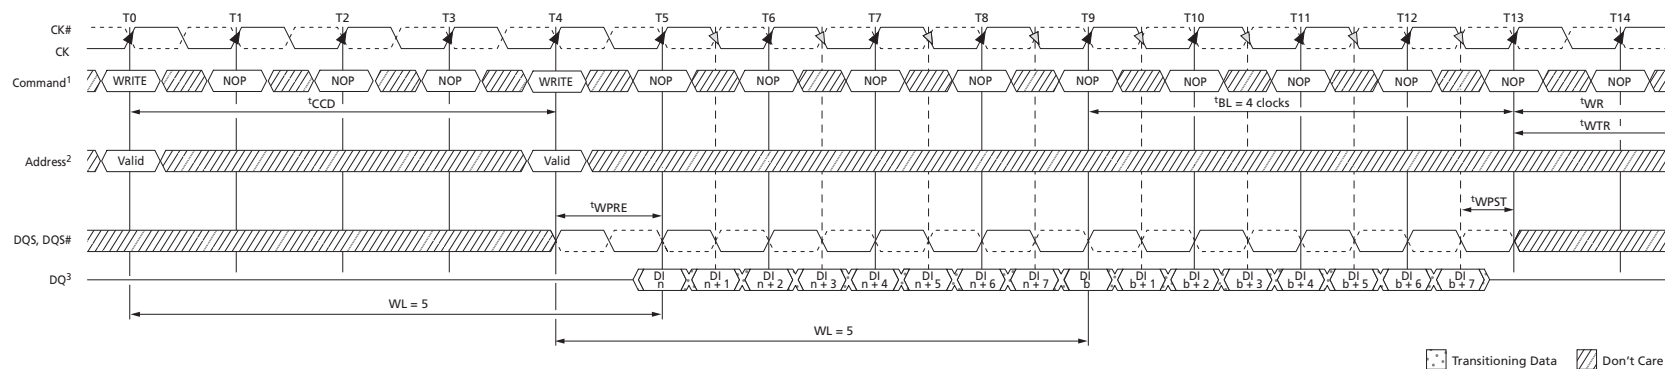 T0 T1 T2 T3 T4 T5 T6 T7 T8 T9 T10 T11 T12 T13 T14
CK#
CK
Command1 WRITE NOP NOP NOP WRITE NOP NOP NOP NOP NOP NOP NOP NOP NOP NOP
tCCD tBL = 4 clocks tWR
tWTR
Address2 Valid Valid
tWPRE tWPST
DQS, DQS#
DQ3 DI n DI n + 1 DI n + 2 DI n + 3 DI n + 4 DI n + 5 DI n + 6 DI n + 7 DI b DI b + 1 DI b + 2 DI b + 3 DI b + 4 DI b + 5 DI b + 6 DI b + 7
WL = 5
WL = 5
Transitioning Data Don't Care